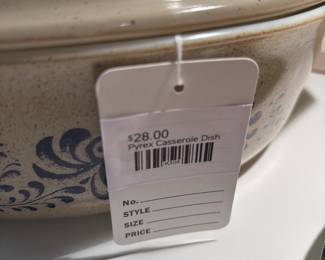 $28.00
Pyrex Casserole Dish
No.
STYLE
SIZE
PRICE